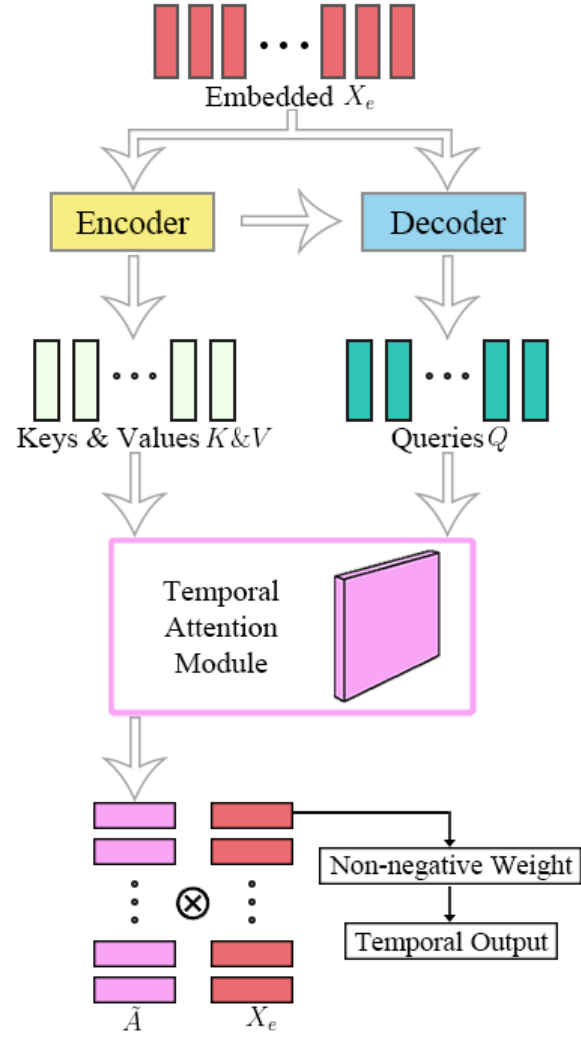 Embedded X_e
Encoder
Decoder
Keys & Values K&V
Queries Q
Temporal
Attention
Module
Non-negative Weight
Temporal Output
Ã
X_e